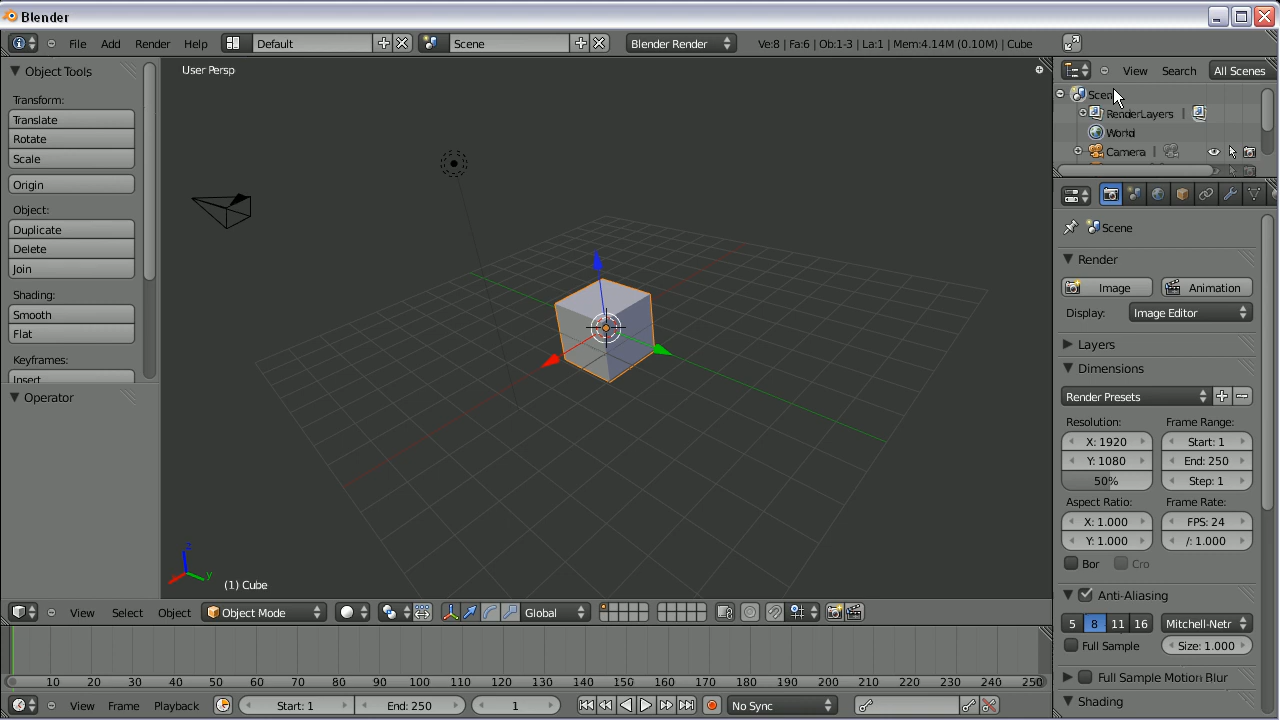 Blender
File Add Render Help Default Scene Blender Render Ve:8 | Fa:6 | Ob:1-3 | La:1 | Mem:4.14M (0.10M) | Cube
Object Tools
Transform:
Translate
Rotate
Scale
Origin
Object:
Duplicate
Delete
Join
Shading:
Smooth
Flat
Keyframes:
Insert
Operator
User Persp
z
y
(1) Cube
View Select Object Object Mode Global
10 20 30 40 50 60 70 80 90 100 110 120 130 140 150 160 170 180 190 200 210 220 230 240 250
View Frame Playback Start: 1 End: 250 1 No Sync
View Search All Scenes
RenderLayers |
World
Camera |
Scene
Render
Image Animation
Display: Image Editor
Layers
Dimensions
Render Presets
Resolution: Frame Range:
X: 1920 Start: 1
Y: 1080 End: 250
50% Step: 1
Aspect Ratio: Frame Rate:
X: 1.000 FPS: 24
Y: 1.000 /: 1.000
Bor Cro
Anti-Aliasing
5 8 11 16 Mitchell-Netr
Full Sample Size: 1.000
Full Sample Motion Blur
Shading